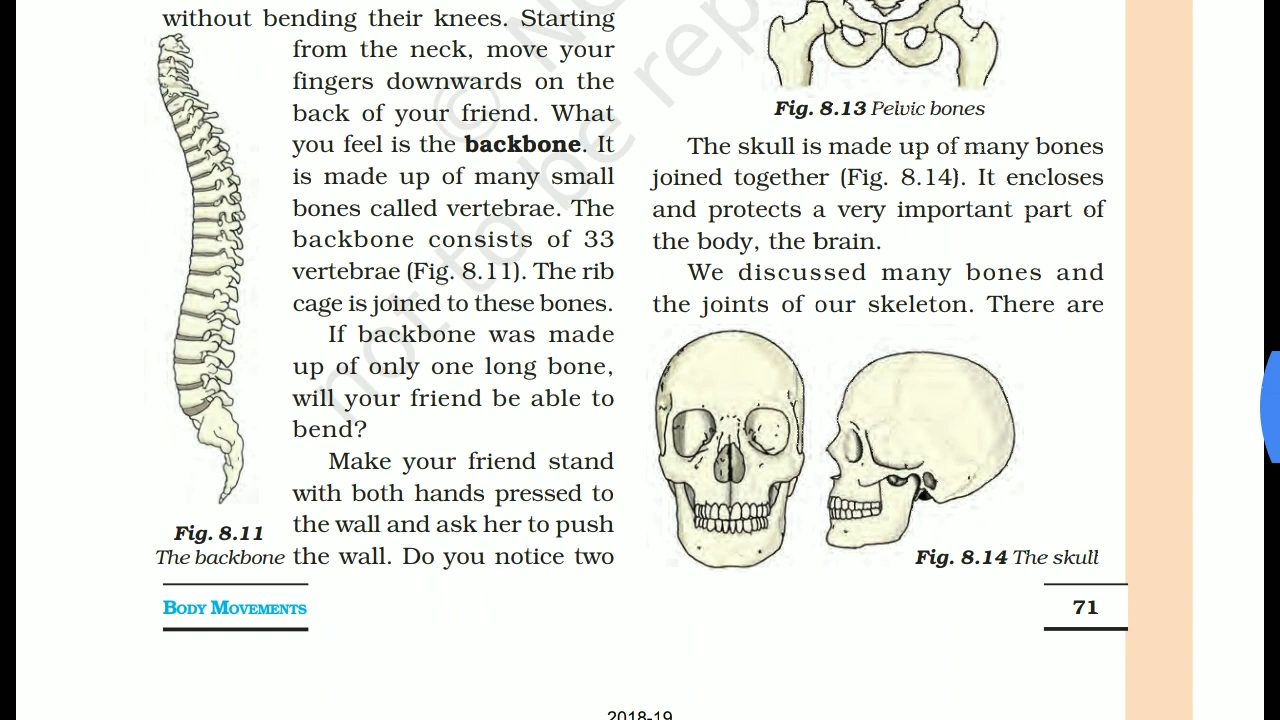 without bending their knees. Starting
from the neck, move your
fingers downwards on the
back of your friend. What
you feel is the backbone. It
is made up of many small
bones called vertebrae. The
backbone consists of 33
vertebrae (Fig. 8.11). The rib
cage is joined to these bones.
If backbone was made
up of only one long bone,
will your friend be able to
bend?
Make your friend stand
with both hands pressed to
the wall and ask her to push
the wall. Do you notice two
Fig. 8.11
The backbone
Fig. 8.13 Pelvic bones
The skull is made up of many bones
joined together (Fig. 8.14). It encloses
and protects a very important part of
the body, the brain.
We discussed many bones and
the joints of our skeleton. There are
Fig. 8.14 The skull
BODY MOVEMENTS
71
2018-19
not to be rep